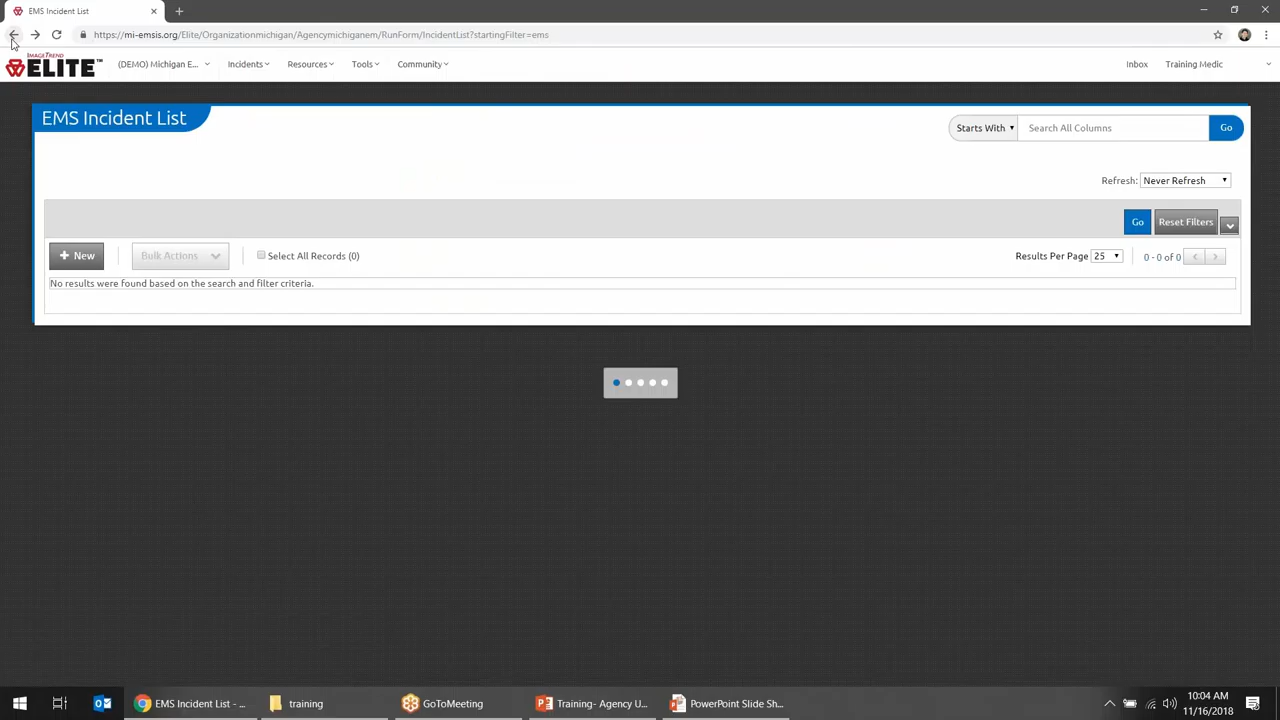 EMS Incident List
https://mi-emsis.org/Elite/Organizationmichigan/Agencymichiganem/RunForm/IncidentList?startingFilter=ems
IMAGETREND
ELITE™ (DEMO) Michigan E... Incidents Resources Tools Community Inbox Training Medic
EMS Incident List
Starts With Search All Columns Go
Refresh: Never Refresh
Go Reset Filters
+ New Bulk Actions Select All Records (0) Results Per Page 25 0 - 0 of 0
No results were found based on the search and filter criteria.
EMS Incident List - ... training GoToMeeting Training- Agency U... PowerPoint Slide Sh...
10:04 AM
11/16/2018